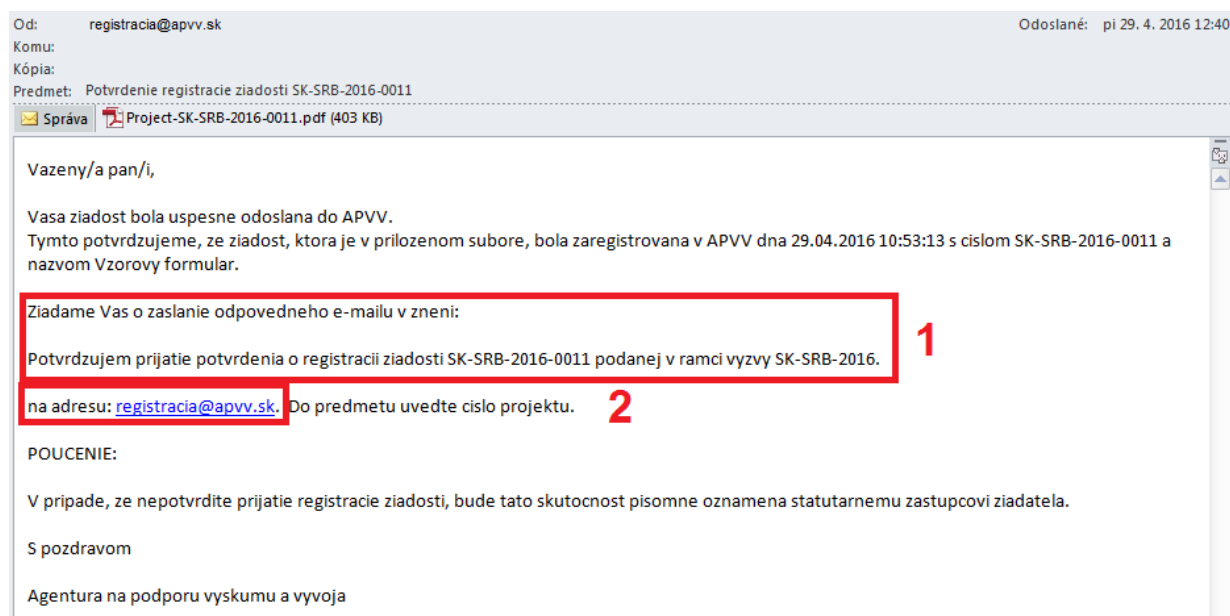 Od: registracia@apvv.sk Odoslané: pi 29. 4. 2016 12:40
Komu:
Kópia:
Predmet: Potvrdenie registracie ziadosti SK-SRB-2016-0011
Správa Project-SK-SRB-2016-0011.pdf (403 KB)
Vazeny/a pan/i,
Vasa ziadost bola uspesne odoslana do APVV.
Tymto potvrdzujeme, ze ziadost, ktora je v prilozenom subore, bola zaregistrovana v APVV dna 29.04.2016 10:53:13 s cislom SK-SRB-2016-0011 a
nazvom Vzorovy formular.
Ziadame Vas o zaslanie odpovedneho e-mailu v zneni:
1
Potvrdzujem prijatie potvrdenia o registracii ziadosti SK-SRB-2016-0011 podanej v ramci vyzvy SK-SRB-2016.
na adresu: registracia@apvv.sk. Do predmetu uvedte cislo projektu. 2
POUCENIE:
V pripade, ze nepotvrdite prijatie registracie ziadosti, bude tato skutocnost pisomne oznamena statutarnemu zastupcovi ziadatela.
S pozdravom
Agentura na podporu vyskumu a vyvoja